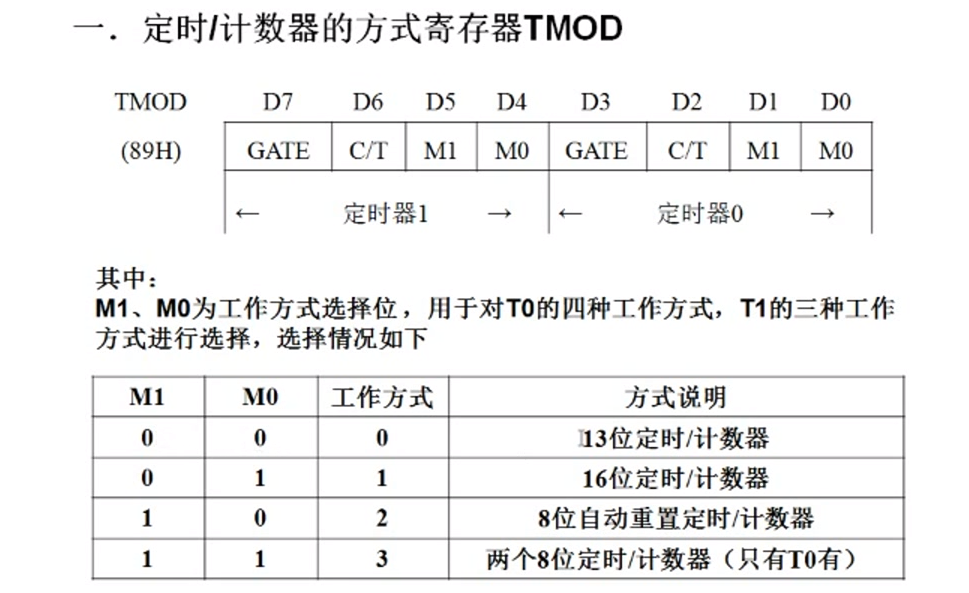 一．定时/计数器的方式寄存器TMOD
TMOD D7 D6 D5 D4 D3 D2 D1 D0
(89H) GATE C/T M1 M0 GATE C/T M1 M0
← 定时器1 → ← 定时器0 →
其中：
M1、M0为工作方式选择位，用于对T0的四种工作方式，T1的三种工作
方式进行选择，选择情况如下
M1 M0 工作方式 方式说明
0 0 0 13位定时/计数器
0 1 1 16位定时/计数器
1 0 2 8位自动重置定时/计数器
1 1 3 两个8位定时/计数器（只有T0有）